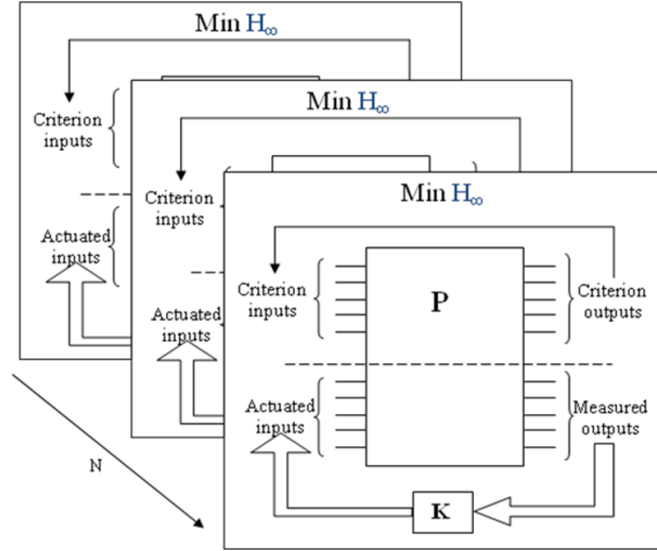 Min H∞
Criterion
inputs
Actuated
inputs
Min H∞
Criterion
inputs
Actuated
inputs
Min H∞
Criterion
inputs
P
Criterion
outputs
Actuated
inputs
Measured
outputs
K
N